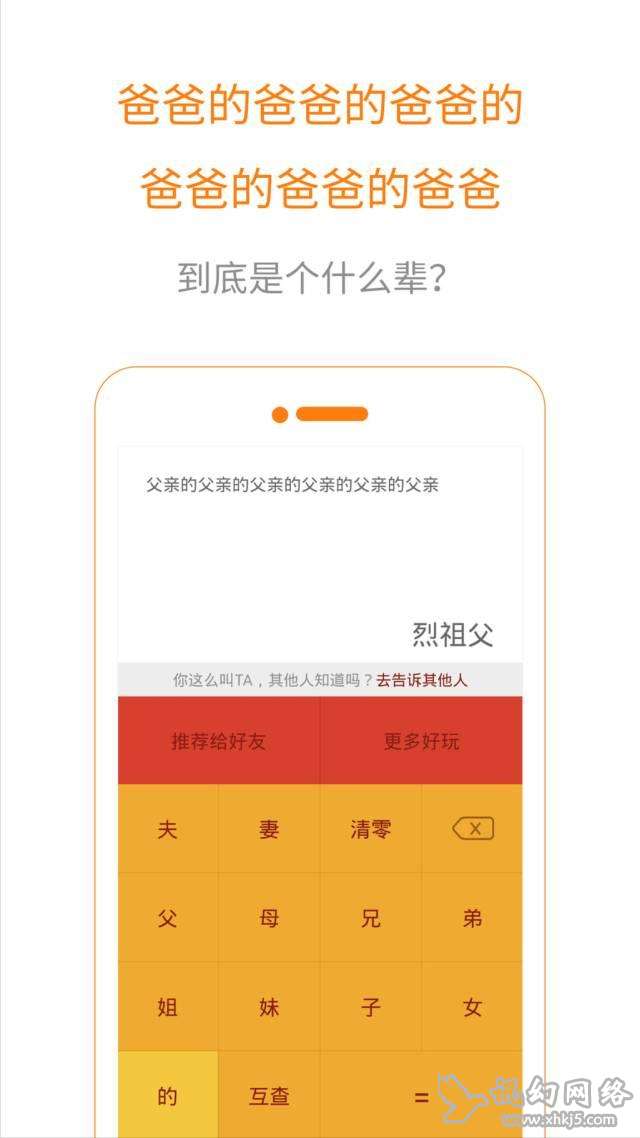 爸爸的爸爸的爸爸的
爸爸的爸爸的爸爸
到底是个什么辈?
父亲的父亲的父亲的父亲的父亲的父亲
烈祖父
你这么叫TA，其他人知道吗？去告诉其他人
推荐给好友 更多好玩
夫 妻 清零 X
父 母 兄 弟
姐 妹 子 女
的 互查 =
讯幻网络
www.xhkj5.com